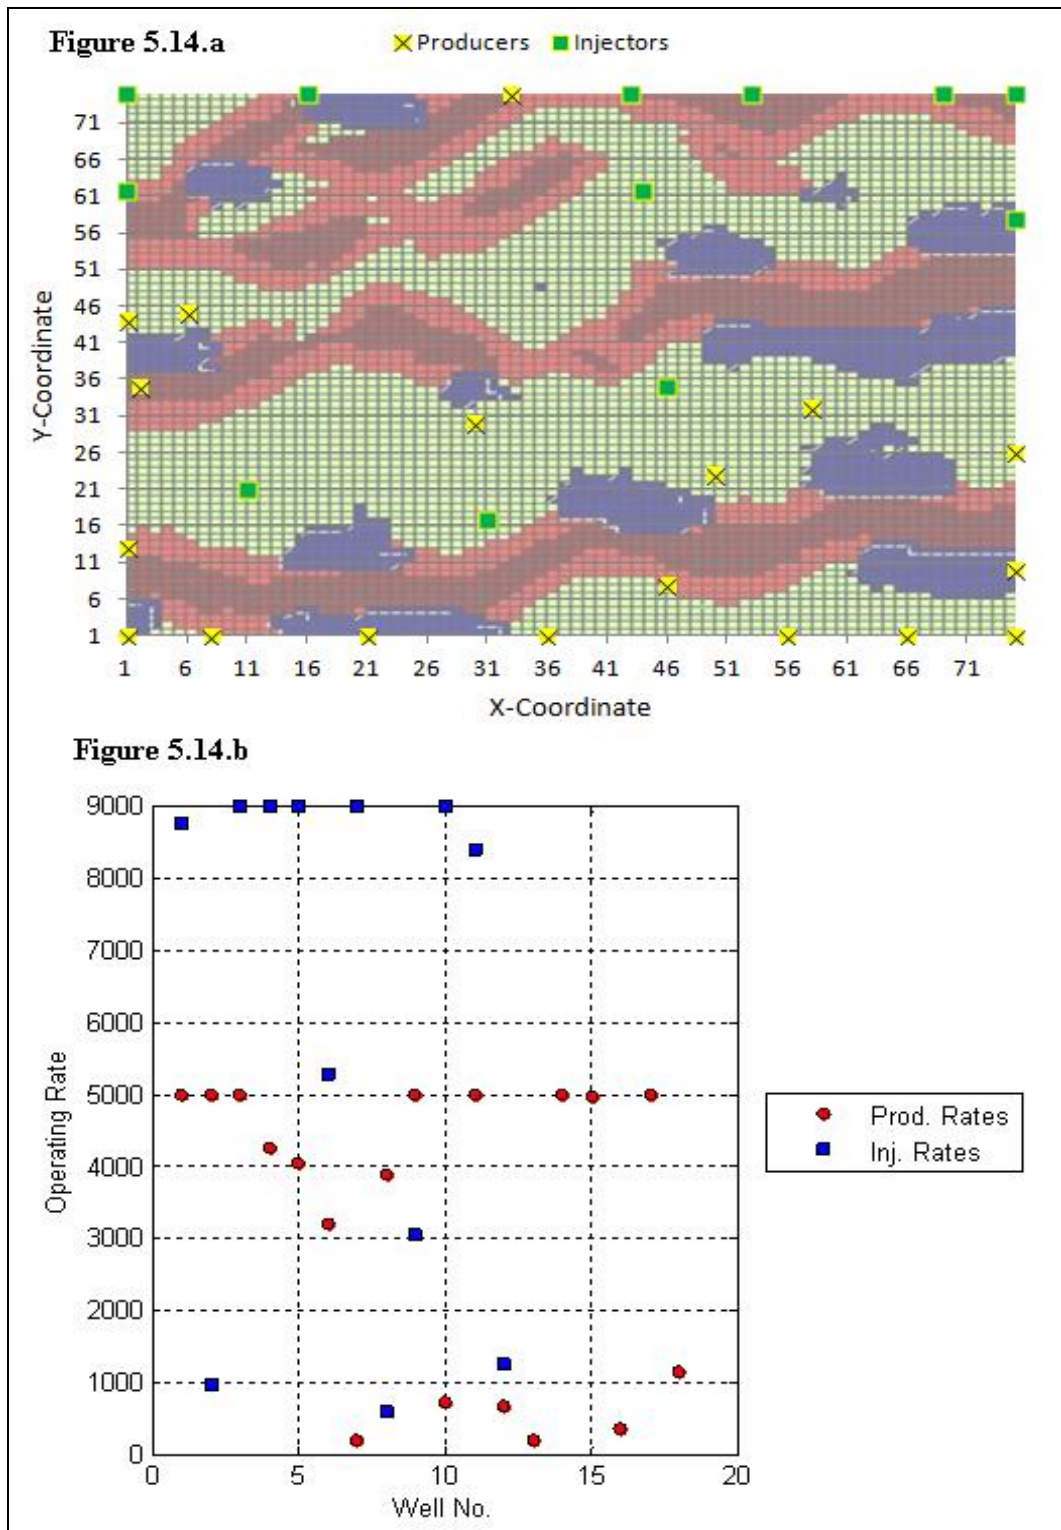 Figure 5.14.a
Producers Injectors
71
66
61
56
51
46
41
36
31
26
21
16
11
6
1
Y-Coordinate
1 6 11 16 21 26 31 36 41 46 51 56 61 66 71
X-Coordinate
Figure 5.14.b
9000
8000
7000
6000
5000
4000
3000
2000
1000
0
Operating Rate
0 5 10 15 20
Well No.
Prod. Rates
Inj. Rates